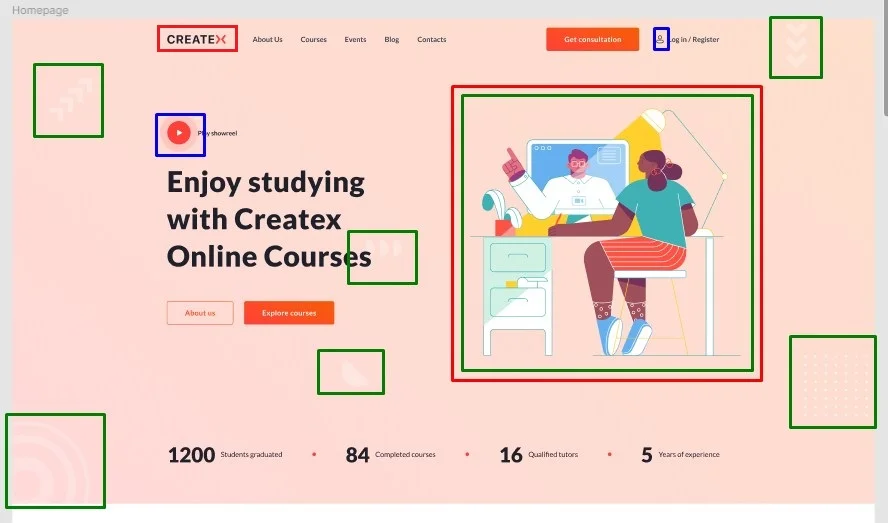 Homepage
CREATEX
About Us
Courses
Events
Blog
Contacts
Get consultation
Log in / Register
Play showreel
Enjoy studying
with Createx
Online Courses
About us
Explore courses
1200 Students graduated
84 Completed courses
16 Qualified tutors
5 Years of experience